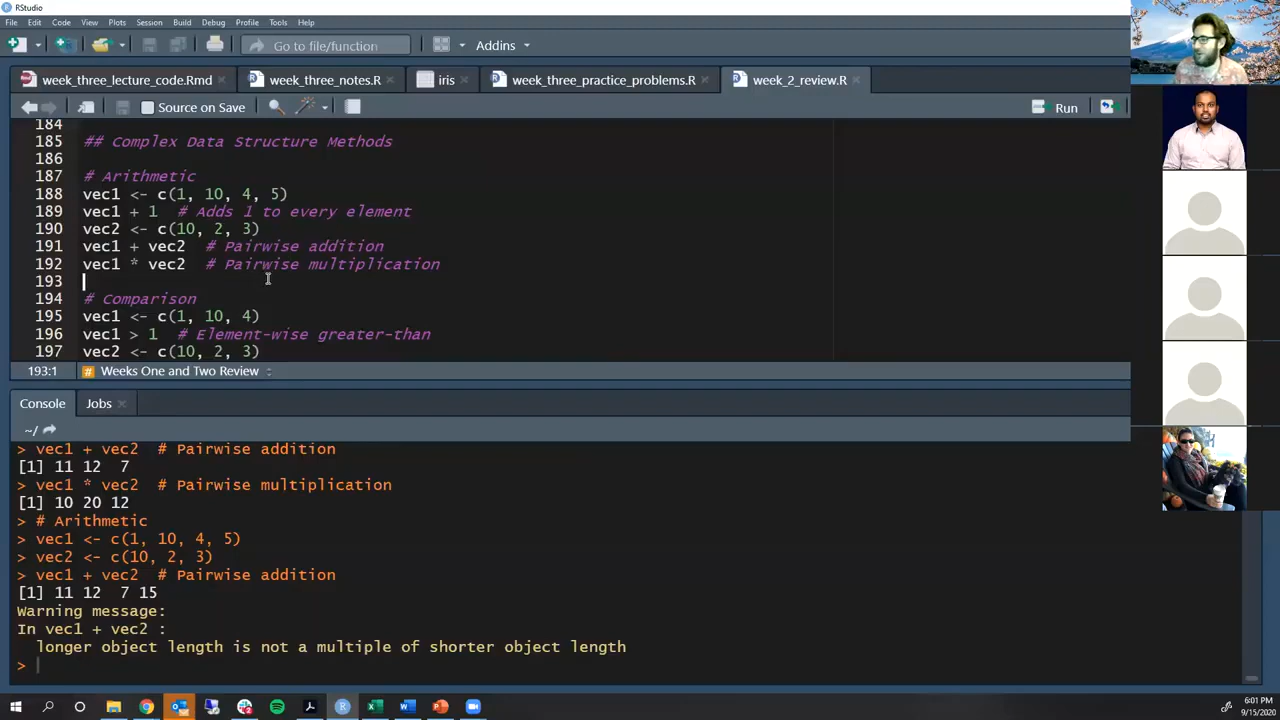 RStudio
File Edit Code View Plots Session Build Debug Profile Tools Help
Go to file/function Addins
week_three_lecture_code.Rmd week_three_notes.R iris week_three_practice_problems.R week_2_review.R
Source on Save Run
184
185 ## Complex Data Structure Methods
186
187 # Arithmetic
188 vec1 <- c(1, 10, 4, 5)
189 vec1 + 1 # Adds 1 to every element
190 vec2 <- c(10, 2, 3)
191 vec1 + vec2 # Pairwise addition
192 vec1 * vec2 # Pairwise multiplication
193
194 # Comparison
195 vec1 <- c(1, 10, 4)
196 vec1 > 1 # Element-wise greater-than
197 vec2 <- c(10, 2, 3)
193:1 # Weeks One and Two Review
Console Jobs
~/
> vec1 + vec2 # Pairwise addition
[1] 11 12 7
> vec1 * vec2 # Pairwise multiplication
[1] 10 20 12
> # Arithmetic
> vec1 <- c(1, 10, 4, 5)
> vec2 <- c(10, 2, 3)
> vec1 + vec2 # Pairwise addition
[1] 11 12 7 15
Warning message:
In vec1 + vec2 :
longer object length is not a multiple of shorter object length
>
6:01 PM
9/15/2020